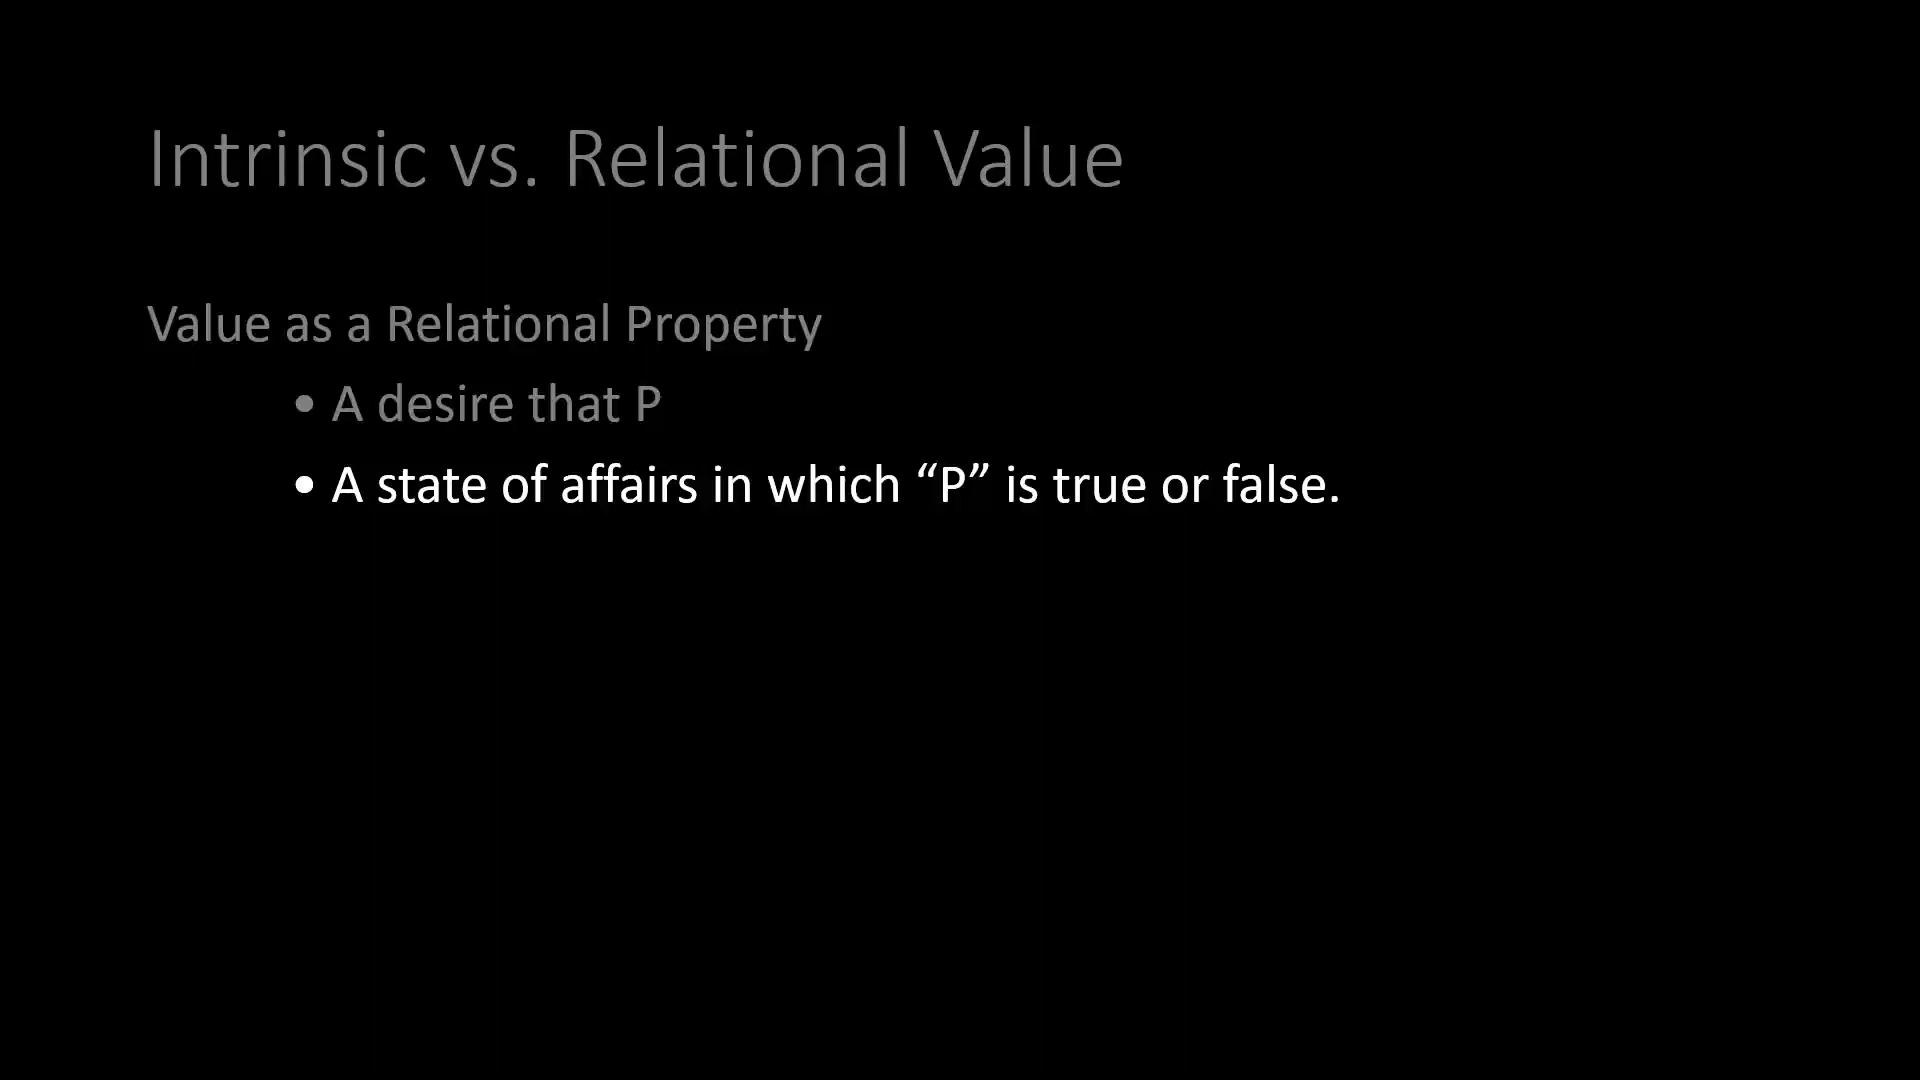 Intrinsic vs. Relational Value
Value as a Relational Property
• A desire that P
• A state of affairs in which “P” is true or false.